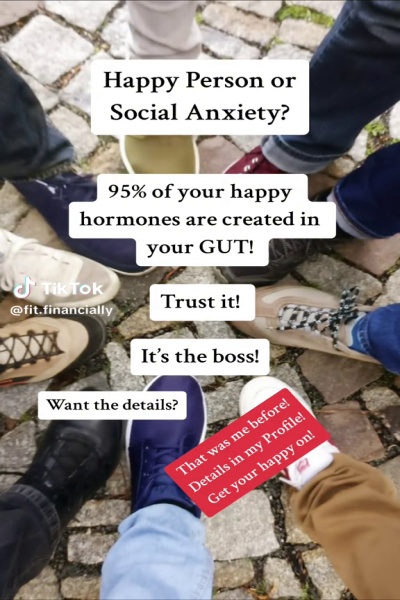 Happy Person or
Social Anxiety?
95% of your happy
hormones are created in
your GUT!
TikTok
@fit.financially
Trust it!
It's the boss!
Want the details?
That was me before!
Details in my Profile!
Get your happy on!